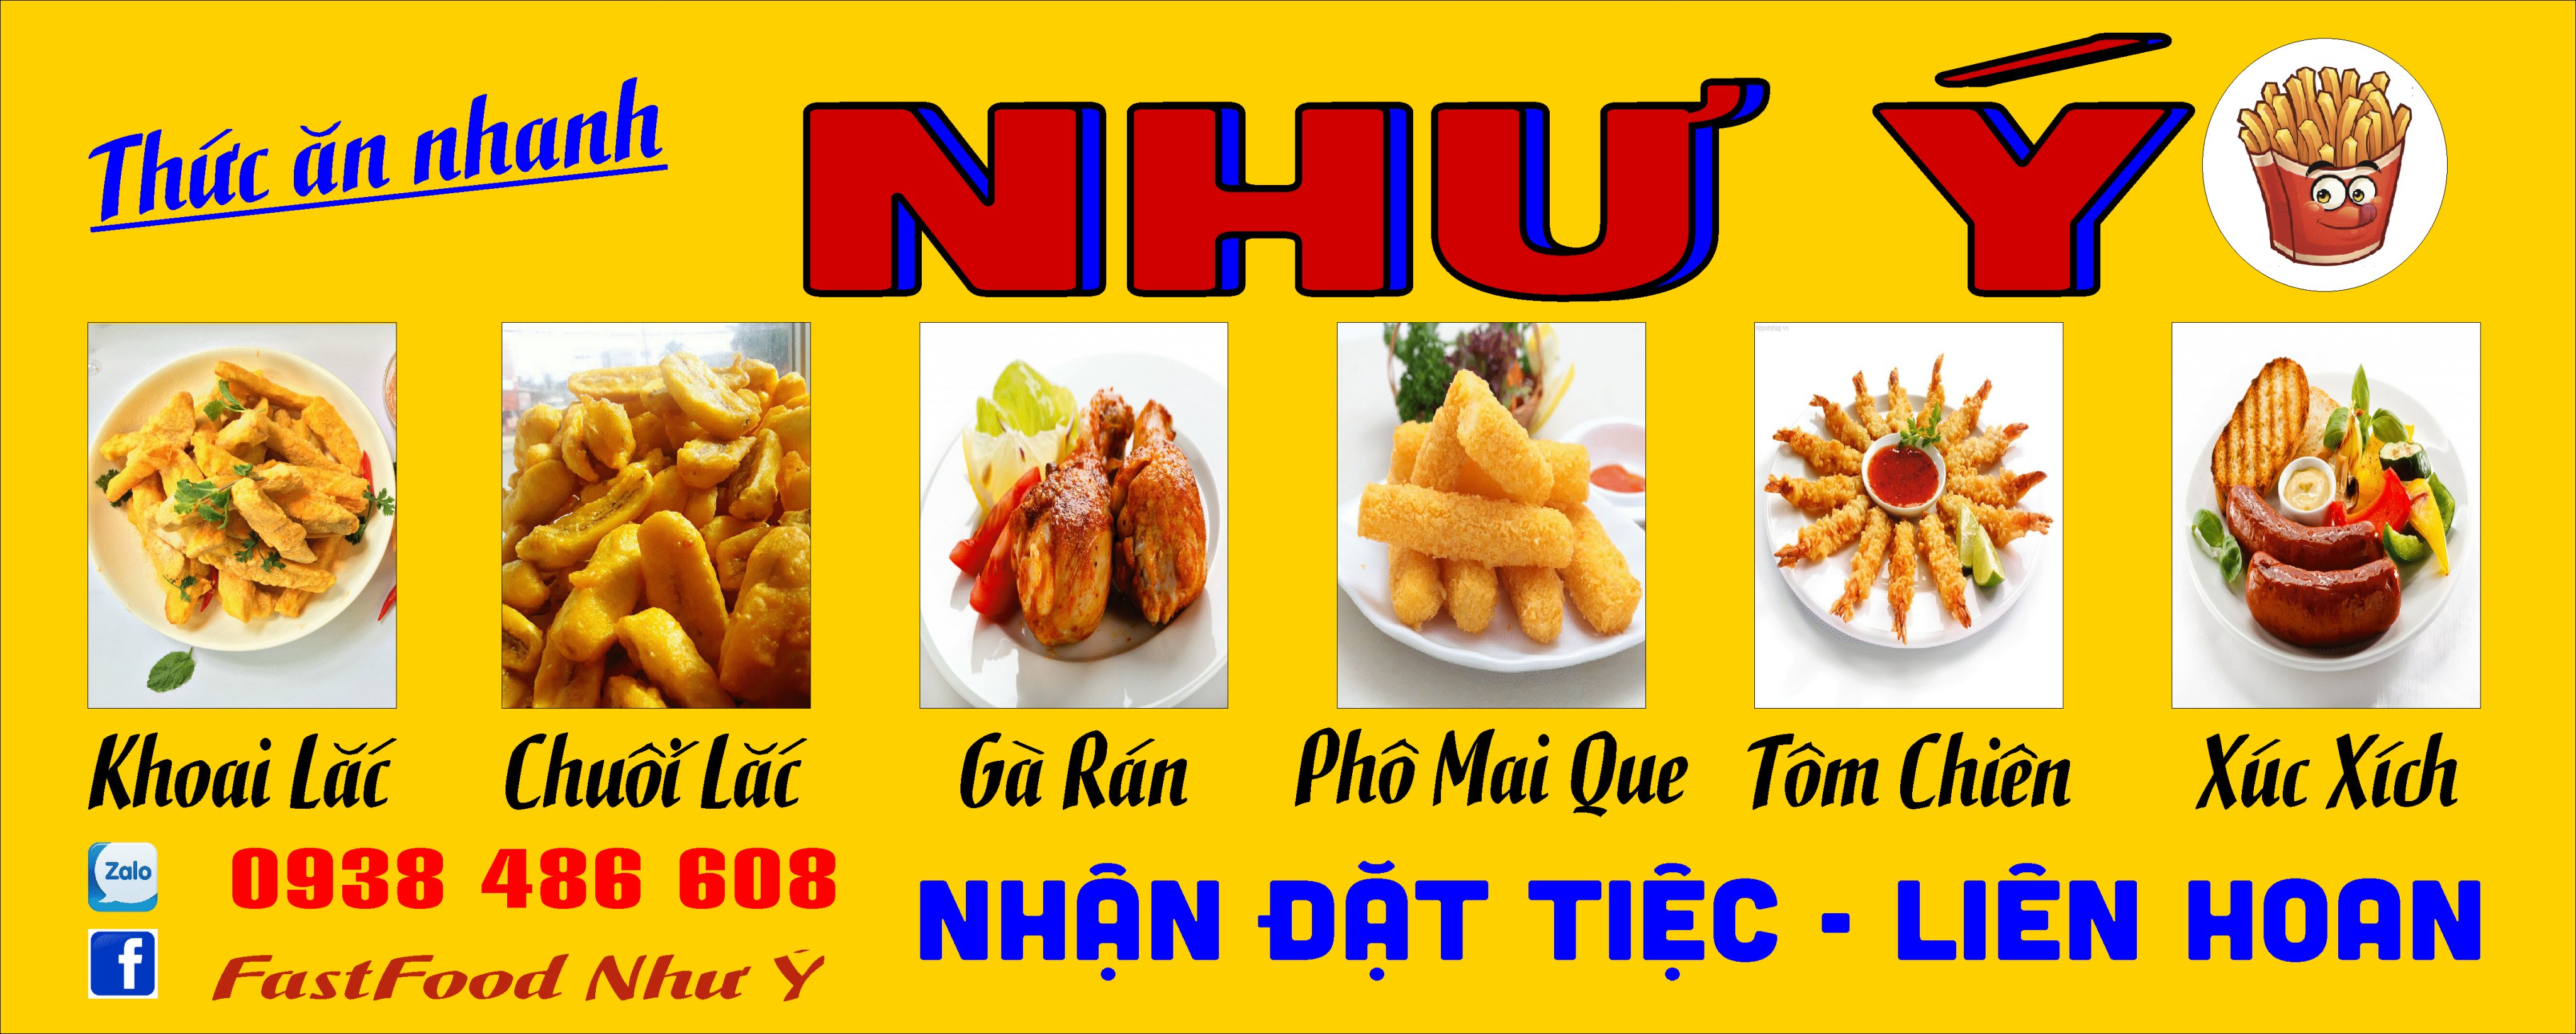 Thức ăn nhanh
NHƯ Ý
Khoai Lắc
Chuối Lắc
Gà Rán
Phô Mai Que
Tôm Chiên
Xúc Xích
Zalo
0938 486 608
NHẬN ĐẶT TIỆC - LIÊN HOAN
f
FastFood Như Ý